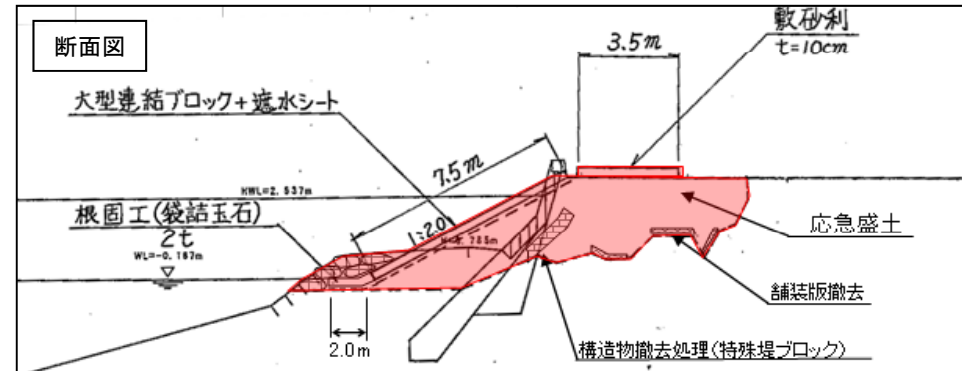 断面図
敷砂利
t=10cm
3.5m
大型連結ブロック+遮水シート
7.5m
HWL=2.537m
根固工(袋詰玉石)
2t
1:2.0
WL=-0.167m
応急盛土
舗装版撤去
2.0m
構造物撤去処理(特殊堤ブロック)